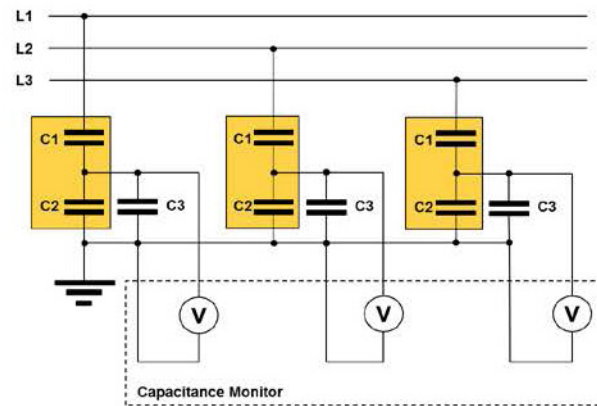 L1
L2
L3
C1 C1 C1
C2 C3 C2 C3 C2 C3
V V V
Capacitance Monitor